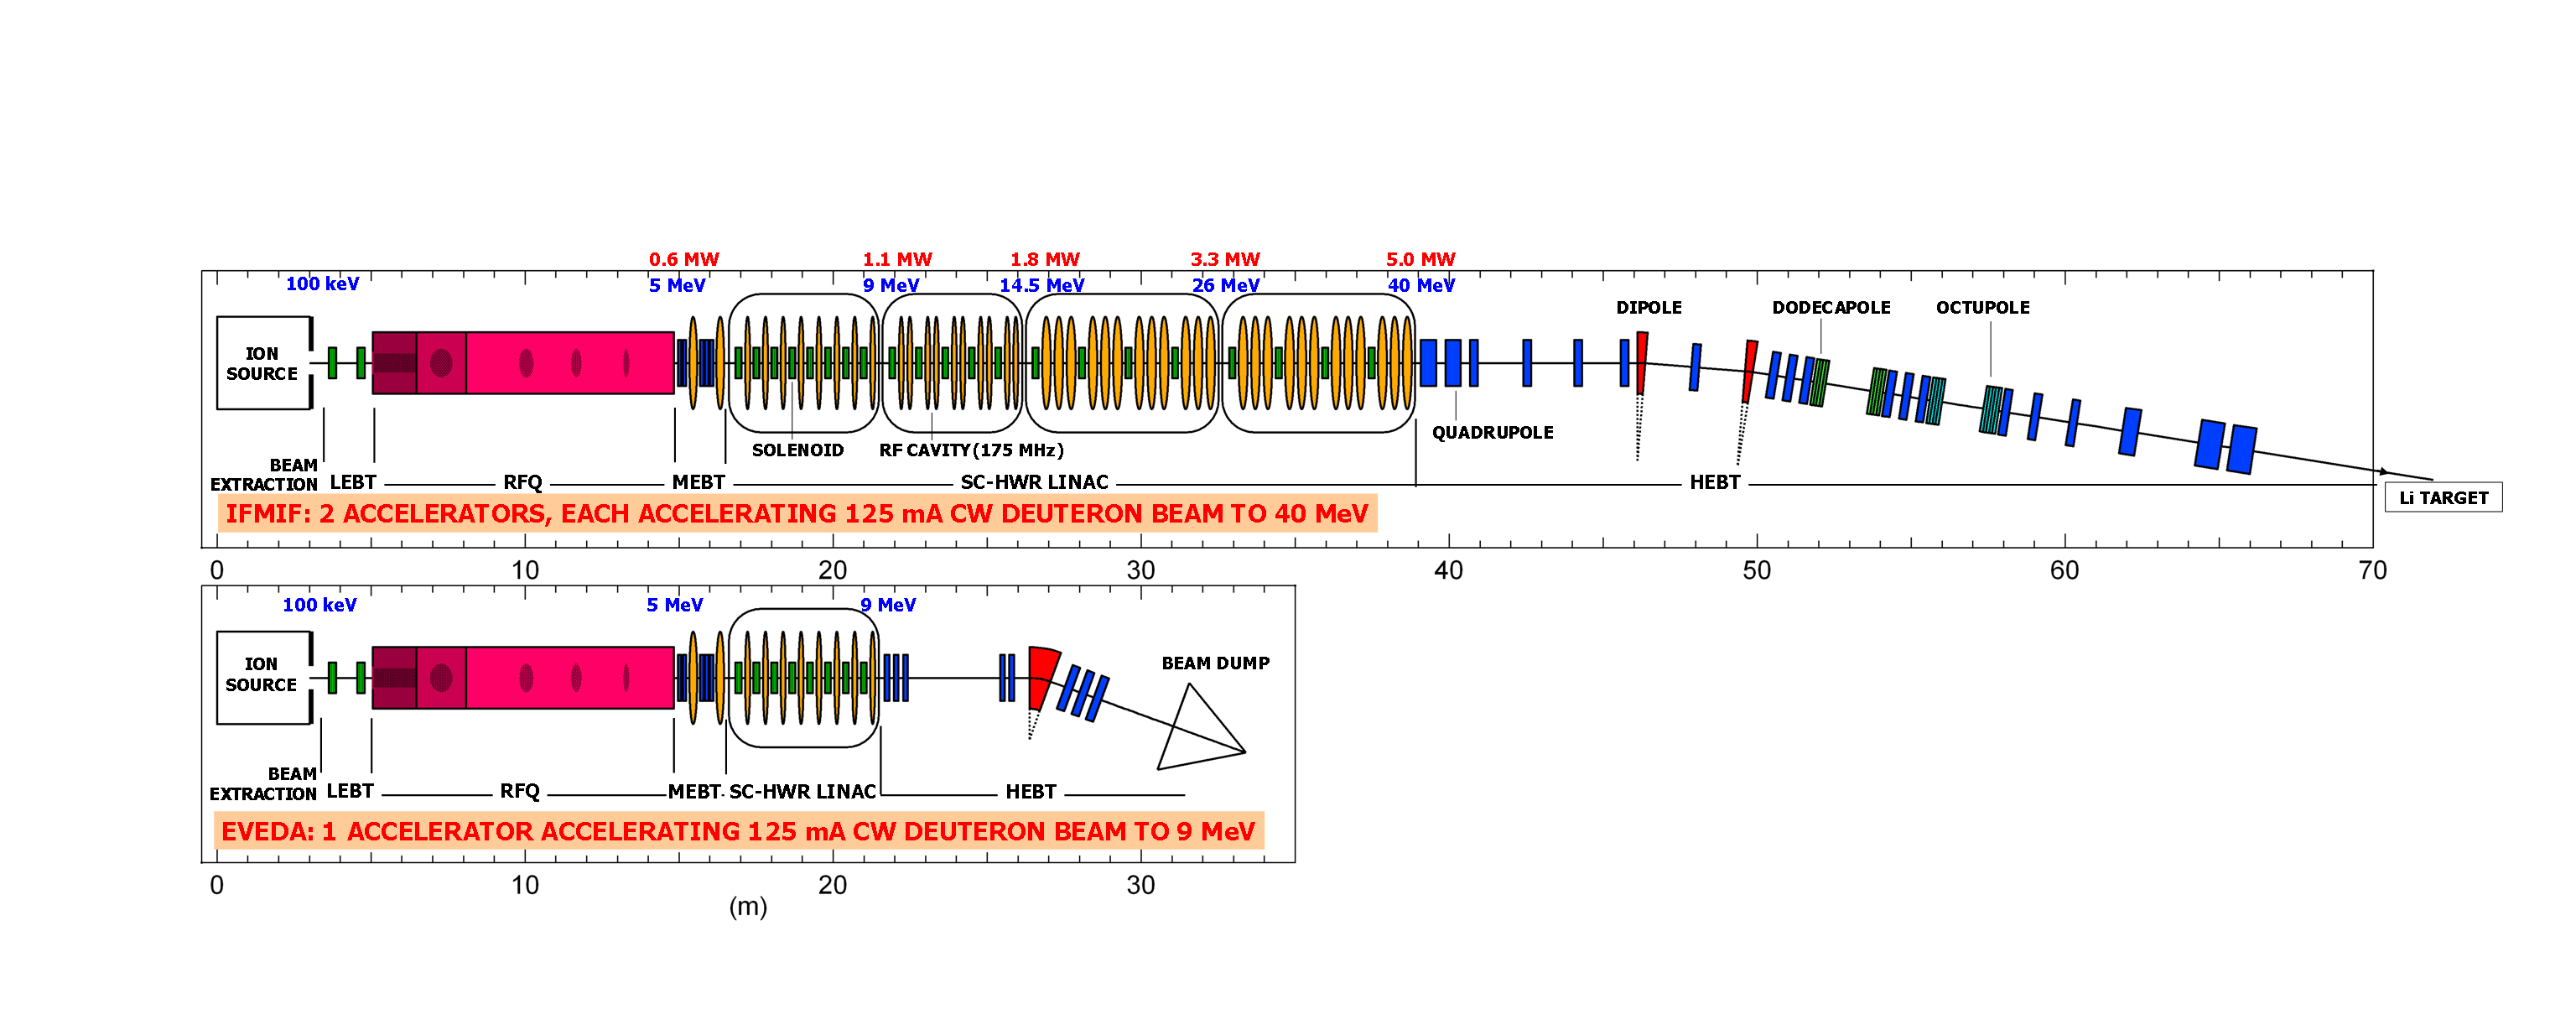 0.6 MW 1.1 MW 1.8 MW 3.3 MW 5.0 MW
100 keV 5 MeV 9 MeV 14.5 MeV 26 MeV 40 MeV
DIPOLE DODECAPOLE OCTUPOLE
ION
SOURCE
QUADRUPOLE
SOLENOID RF CAVITY (175 MHz)
BEAM
EXTRACTION LEBT RFQ MEBT SC-HWR LINAC HEBT
Li TARGET
IFMIF: 2 ACCELERATORS, EACH ACCELERATING 125 mA CW DEUTERON BEAM TO 40 MeV
0 10 20 30 40 50 60 70
100 keV 5 MeV 9 MeV
ION
SOURCE
BEAM DUMP
BEAM
EXTRACTION LEBT RFQ MEBT SC-HWR LINAC HEBT
EVEDA: 1 ACCELERATOR ACCELERATING 125 mA CW DEUTERON BEAM TO 9 MeV
0 10 20 30
(m)